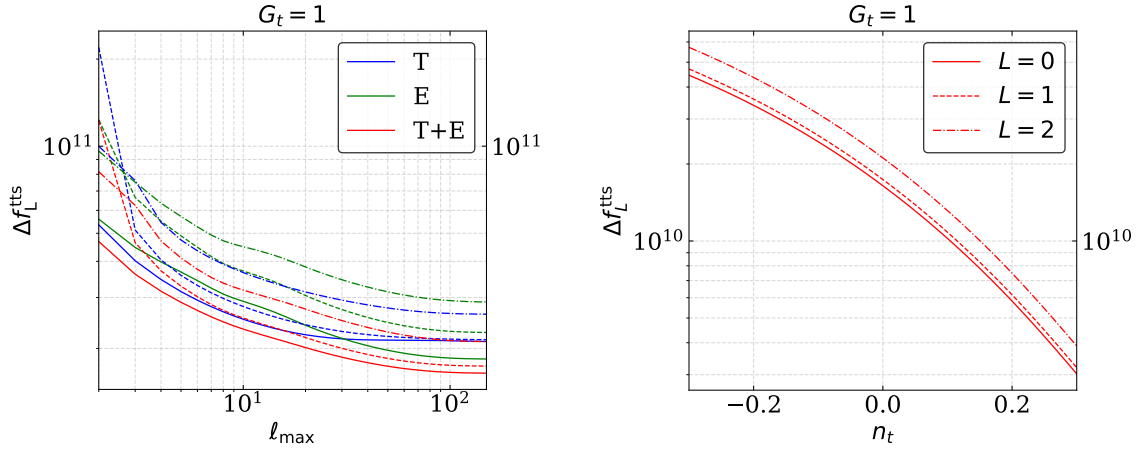 G_t = 1
T
E
T+E
10^11
10^11
Δf_L^tts
10^1
10^2
ℓ_max
G_t = 1
L = 0
L = 1
L = 2
10^10
10^10
Δf_L^tts
−0.2
0.0
0.2
n_t